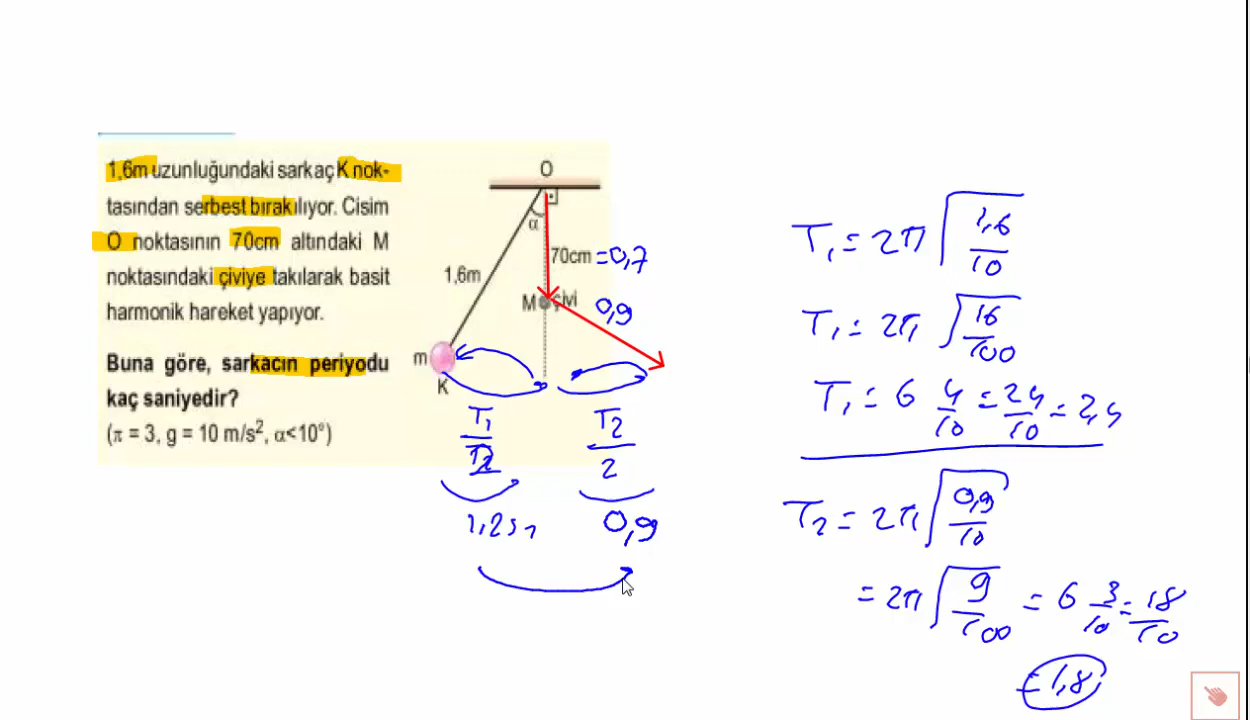 1,6m uzunluğundaki sarkaç K nok-
tasından serbest bırakılıyor. Cisim
O noktasının 70cm altındaki M
noktasındaki çiviye takılarak basit
harmonik hareket yapıyor.
Buna göre, sarkacın periyodu
kaç saniyedir?
(π = 3, g = 10 m/s², α<10°)
O
α
70cm = 0,7
1,6m
M çivi
0,9
m
K
T₁/2
T₂/2
1,2 s
0,9
T₁ = 2π √(1,6/10)
T₁ = 2π √(16/100)
T₁ = 6 4/10 = 24/10 = 2,4
T₂ = 2π √(0,9/10)
= 2π √(9/100) = 6 3/10 = 18/10
= 1,8